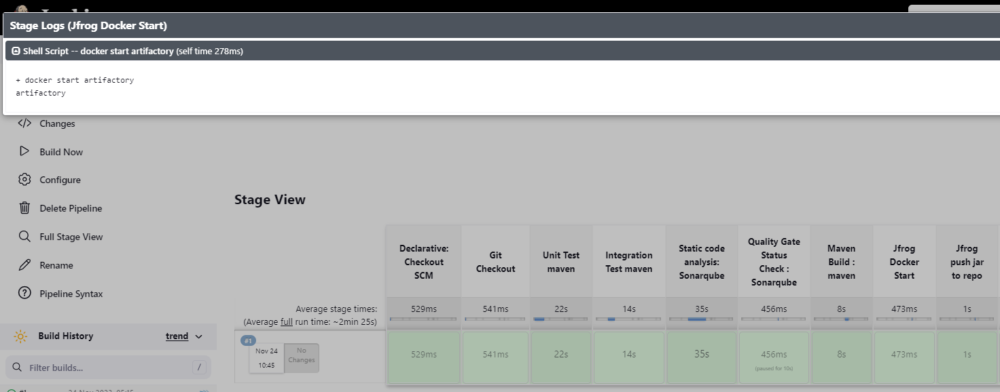 Stage Logs (Jfrog Docker Start)
Shell Script -- docker start artifactory (self time 278ms)
+ docker start artifactory
artifactory
Changes
Build Now
Configure
Delete Pipeline
Full Stage View
Rename
Pipeline Syntax
Build History
trend
Filter builds...
/
Stage View
Declarative:
Checkout
SCM
Git
Checkout
Unit Test
maven
Integration
Test maven
Static code
analysis:
Sonarqube
Quality Gate
Status
Check :
Sonarqube
Maven
Build :
maven
Jfrog
Docker
Start
Jfrog
push jar
to repo
Average stage times:
(Average full run time: ~2min 25s)
529ms
541ms
22s
14s
35s
456ms
8s
473ms
1s
#1
Nov 24
10:45
No
Changes
529ms
541ms
22s
14s
35s
456ms
(paused for 10s)
8s
473ms
1s